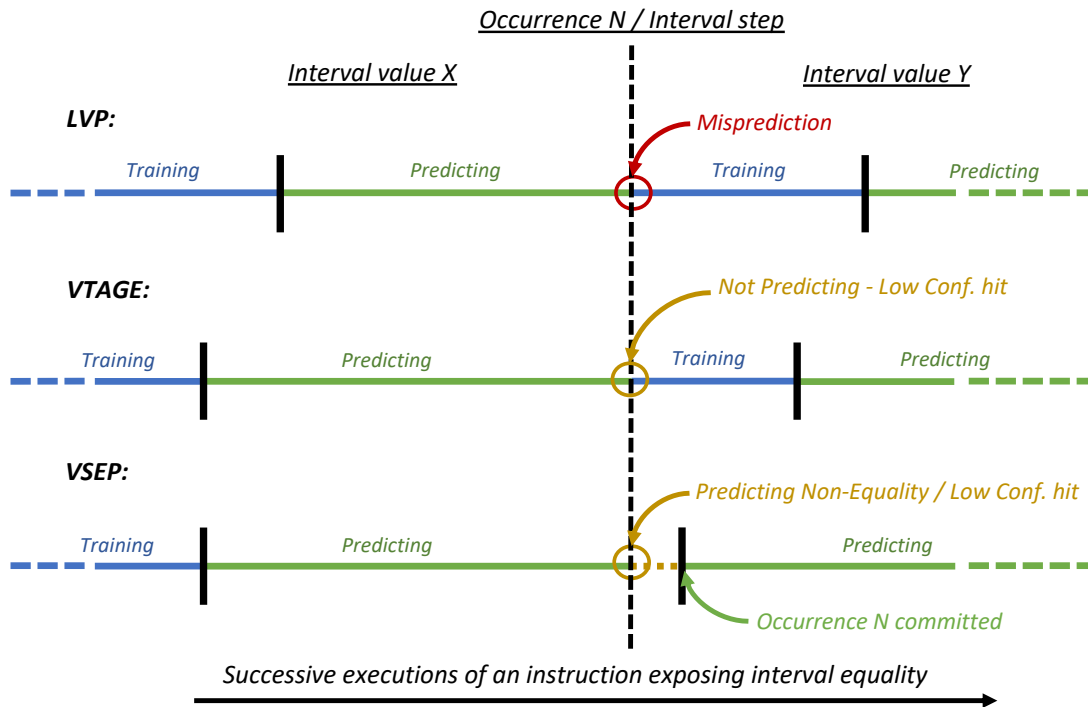 Occurrence N / Interval step
Interval value X
Interval value Y
LVP:
Misprediction
Training
Predicting
Training
Predicting
VTAGE:
Not Predicting - Low Conf. hit
Training
Predicting
Training
Predicting
VSEP:
Predicting Non-Equality / Low Conf. hit
Training
Predicting
Predicting
Occurrence N committed
Successive executions of an instruction exposing interval equality